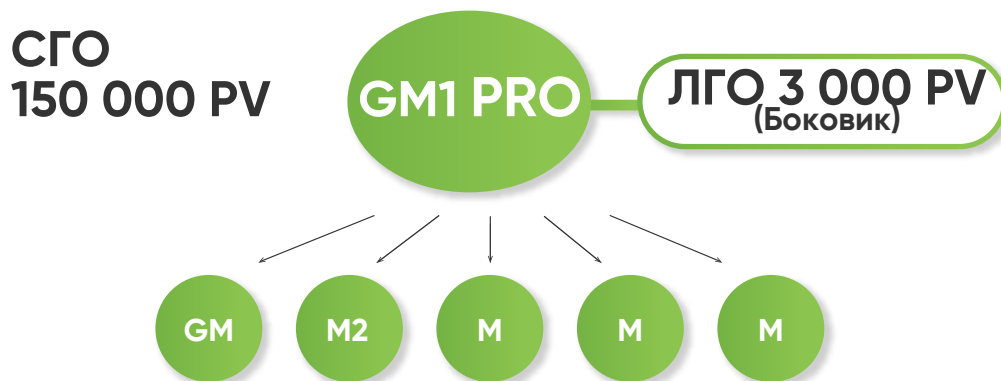 СГО
150 000 PV
GM1 PRO
ЛГО 3 000 PV
(Боковик)
GM
M2
M
M
M